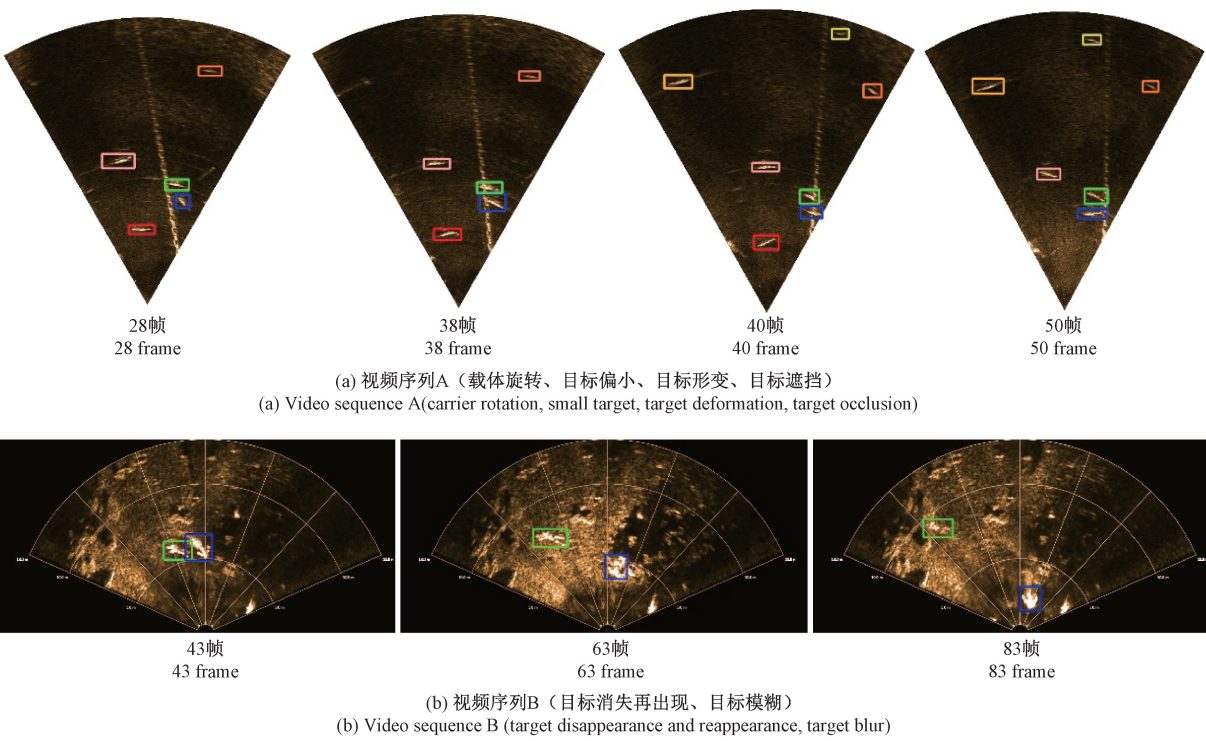 28帧 38帧 40帧 50帧
28 frame 38 frame 40 frame 50 frame
(a) 视频序列A（载体旋转、目标偏小、目标形变、目标遮挡）
(a) Video sequence A(carrier rotation, small target, target deformation, target occlusion)
43帧 63帧 83帧
43 frame 63 frame 83 frame
(b) 视频序列B（目标消失再出现、目标模糊）
(b) Video sequence B (target disappearance and reappearance, target blur)